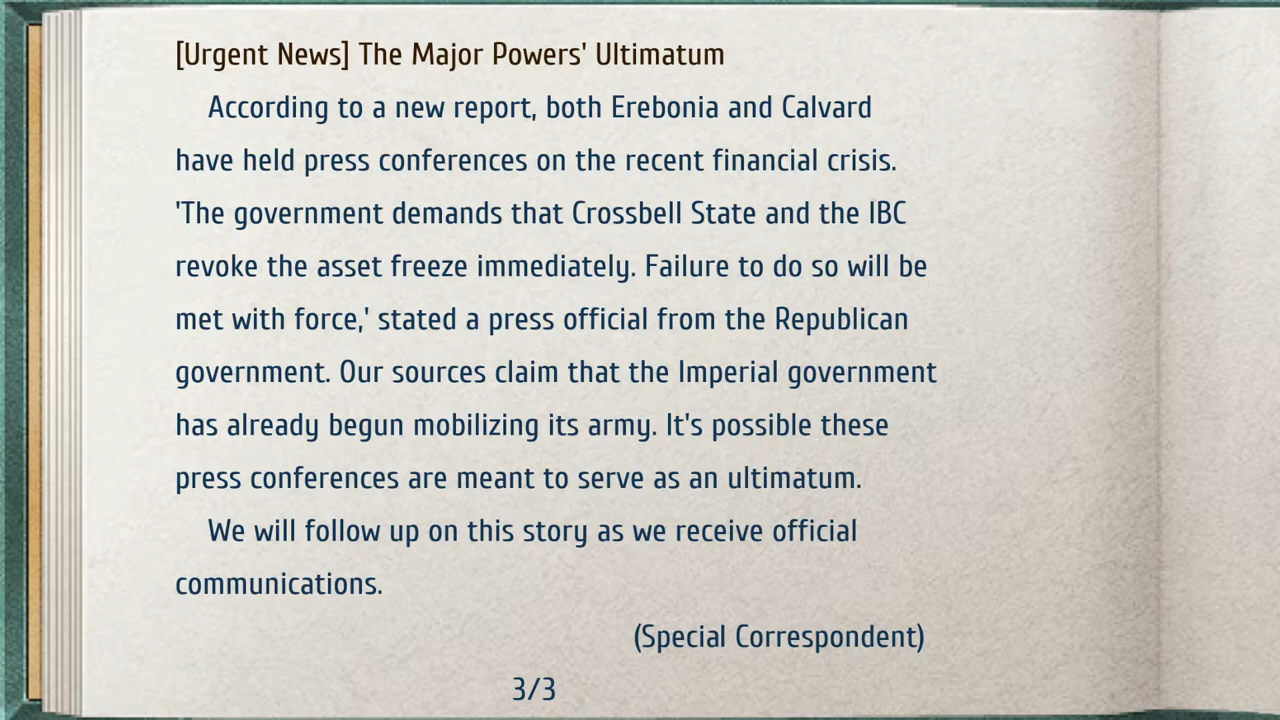 [Urgent News] The Major Powers' Ultimatum
According to a new report, both Erebonia and Calvard
have held press conferences on the recent financial crisis.
'The government demands that Crossbell State and the IBC
revoke the asset freeze immediately. Failure to do so will be
met with force,' stated a press official from the Republican
government. Our sources claim that the Imperial government
has already begun mobilizing its army. It's possible these
press conferences are meant to serve as an ultimatum.
We will follow up on this story as we receive official
communications.
(Special Correspondent)
3/3